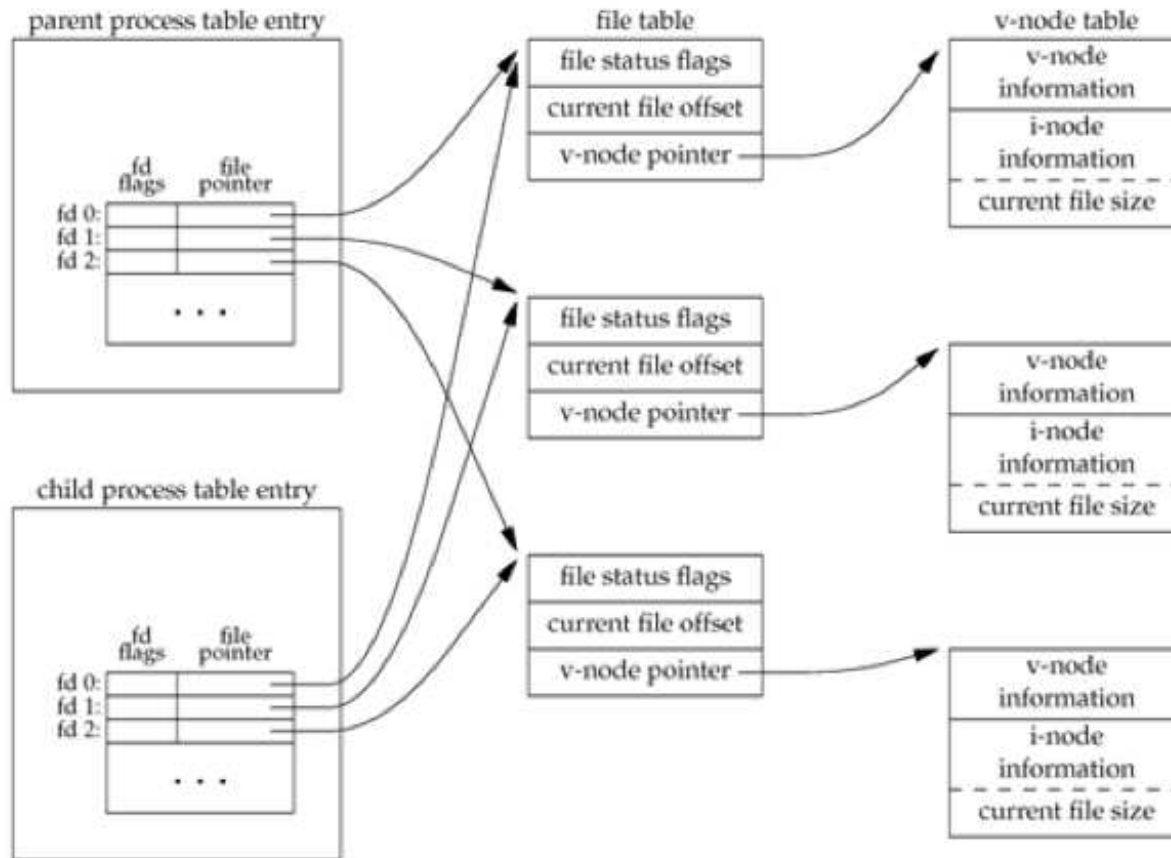 parent process table entry
fd flags
file pointer
fd 0:
fd 1:
fd 2:
. . .
child process table entry
fd flags
file pointer
fd 0:
fd 1:
fd 2:
. . .
file table
file status flags
current file offset
v-node pointer
file status flags
current file offset
v-node pointer
file status flags
current file offset
v-node pointer
v-node table
v-node
information
i-node
information
current file size
v-node
information
i-node
information
current file size
v-node
information
i-node
information
current file size